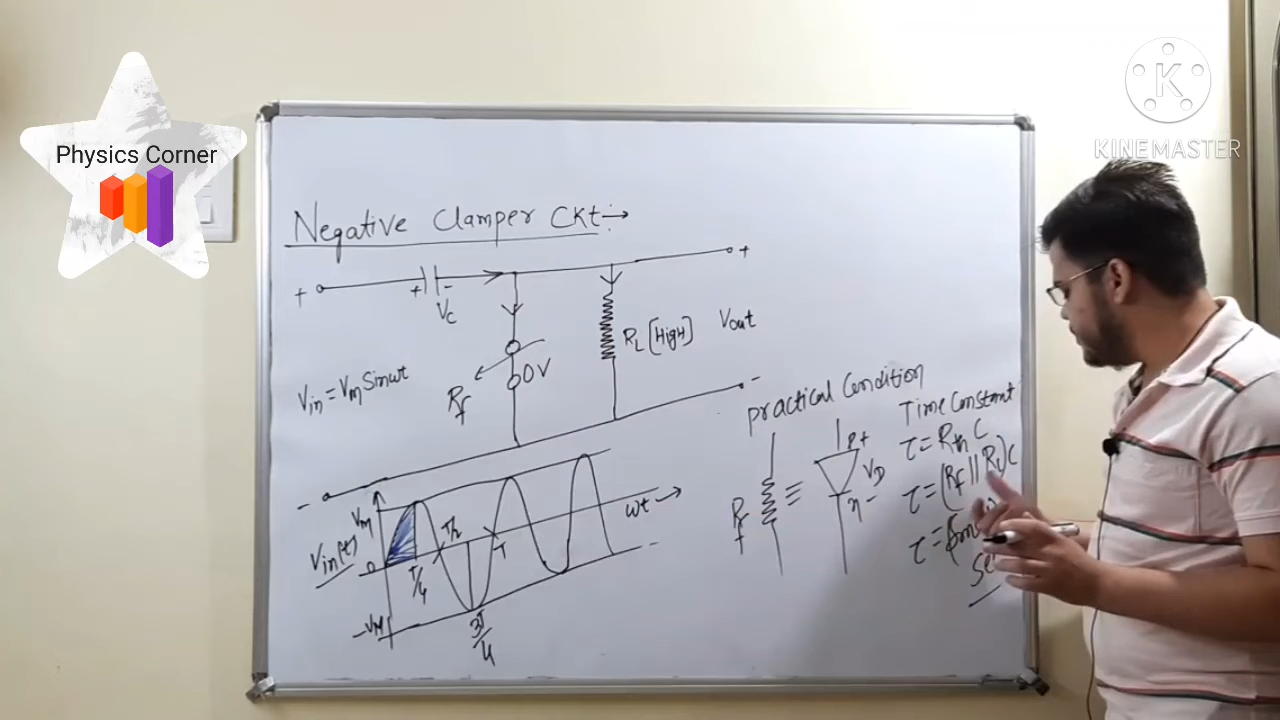 Physics Corner
K
KINEMASTER
Negative Clamper Ckt:→
+
+
-
Vc
+
0V
Rf
RL [High]
Vout
Vin = Vm Sinωt
-
-
Practical Condition
Time Constant
τ = Rth C
τ = (Rf || RL)C
τ =
Rf
≡
P+
VD
n-
Vm
Vin(t)
0
-Vm
T/4
T/2
3T/4
T
ωt →